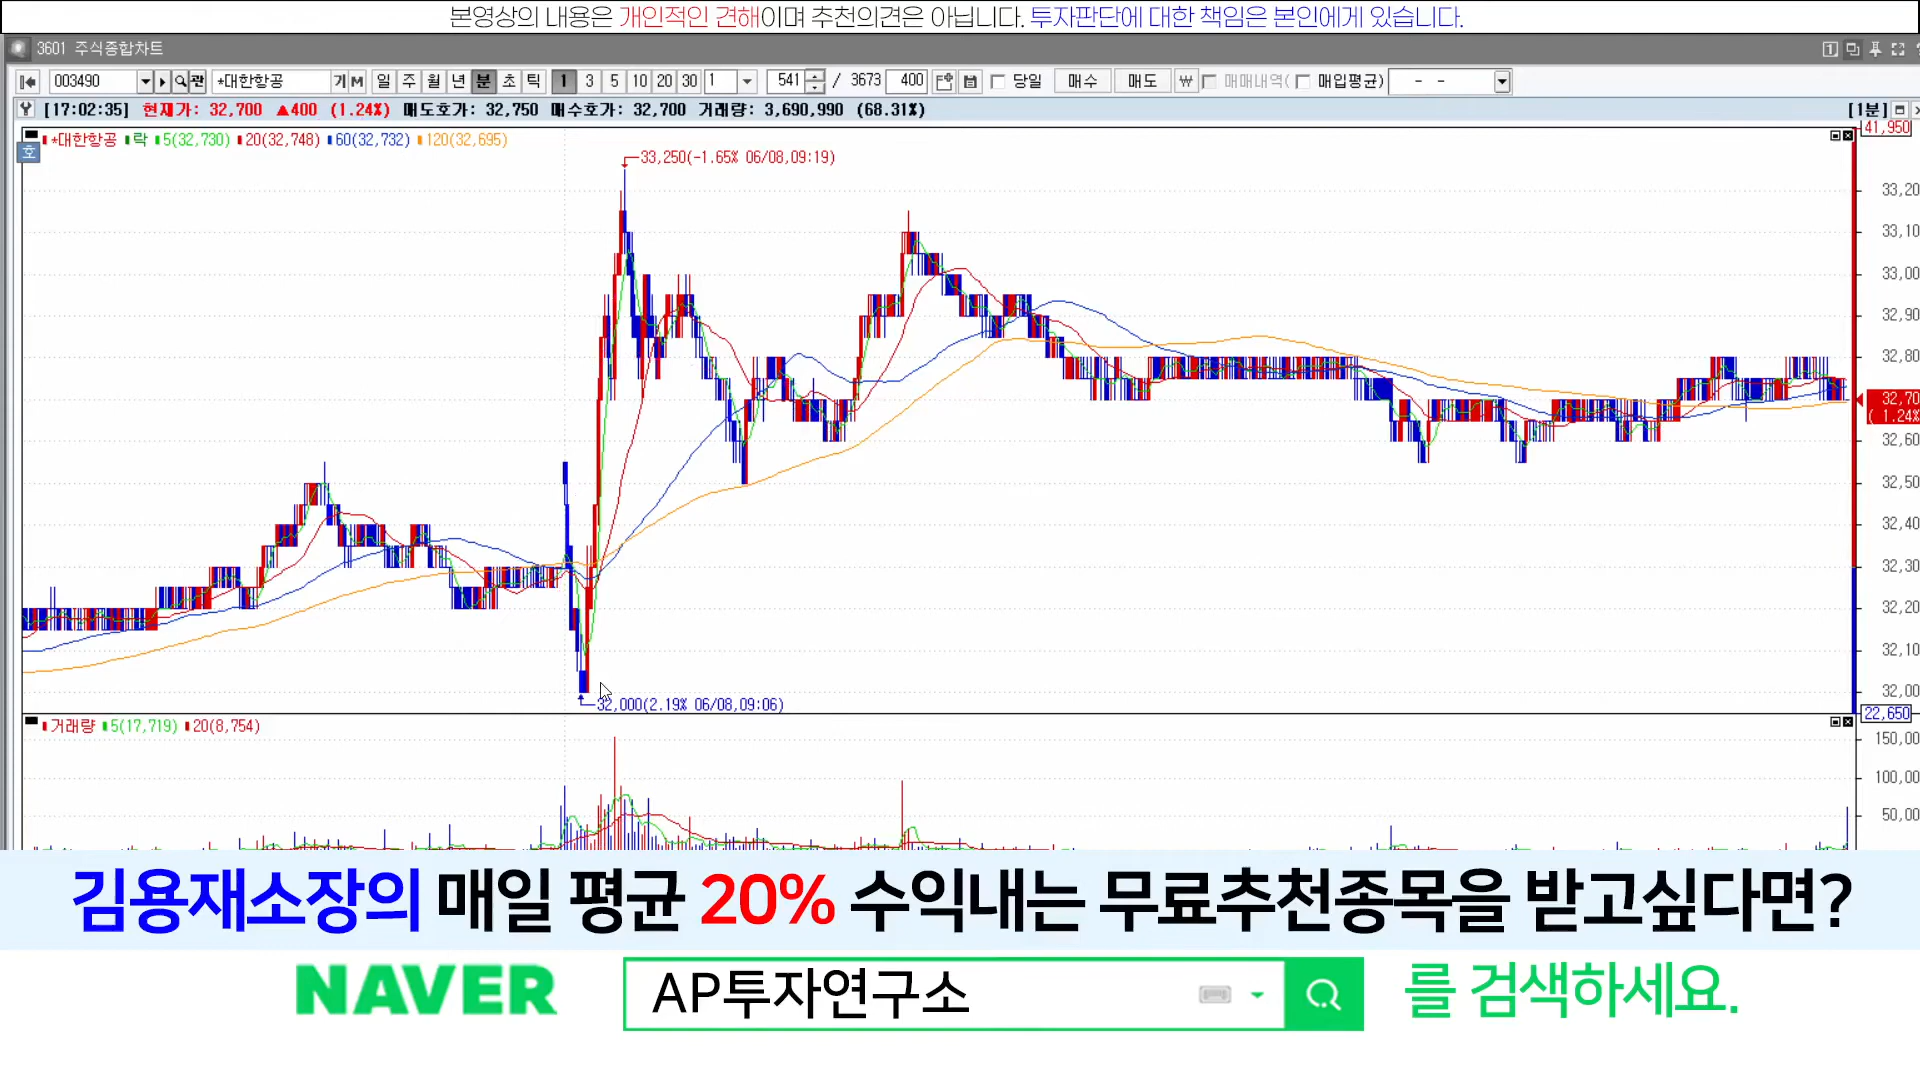 본영상의 내용은 개인적인 견해이며 추천의견은 아닙니다. 투자판단에 대한 책임은 본인에게 있습니다.
3601 주식종합차트
003490 관 *대한항공 기 M 일 주 월 년 분 초 틱 1 3 5 10 20 30 1 541 / 3673 400 당일 매수 매도 ₩ 매매내역( 매입평균) - -
[17:02:35] 현재가: 32,700 ▲400 (1.24%) 매도호가: 32,750 매수호가: 32,700 거래량: 3,690,990 (68.31%) [1분]
41,950
*대한항공 락 5(32,730) 20(32,748) 60(32,732) 120(32,695)
호
33,250(-1.65% 06/08,09:19)
33,20
33,10
33,00
32,90
32,80
32,70
( 1.24%
32,60
32,50
32,40
32,30
32,20
32,10
32,00
32,000(2.19% 06/08,09:06)
22,650
거래량 5(17,719) 20(8,754)
150,00
100,00
50,00
김용재소장의 매일 평균 20% 수익내는 무료추천종목을 받고싶다면?
NAVER AP투자연구소 를 검색하세요.